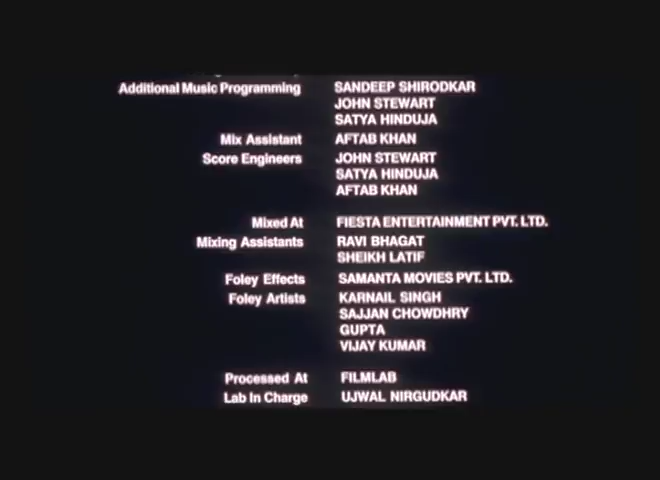 Additional Music Programming SANDEEP SHIRODKAR
JOHN STEWART
SATYA HINDUJA
Mix Assistant AFTAB KHAN
Score Engineers JOHN STEWART
SATYA HINDUJA
AFTAB KHAN
Mixed At FIESTA ENTERTAINMENT PVT. LTD.
Mixing Assistants RAVI BHAGAT
SHEIKH LATIF
Foley Effects SAMANTA MOVIES PVT. LTD.
Foley Artists KARNAIL SINGH
SAJJAN CHOWDHRY
GUPTA
VIJAY KUMAR
Processed At FILMLAB
Lab In Charge UJWAL NIRGUDKAR